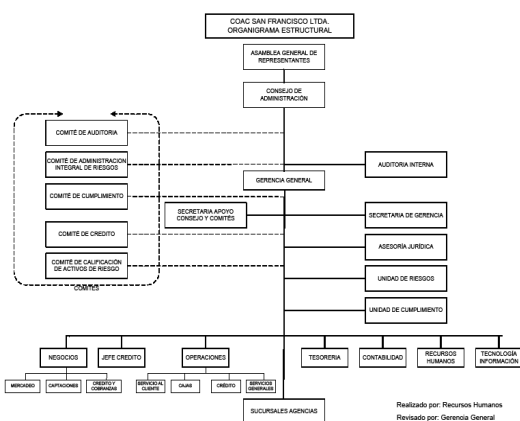 COAC SAN FRANCISCO LTDA.
ORGANIGRAMA ESTRUCTURAL
ASAMBLEA GENERAL DE
REPRESENTANTES
CONSEJO DE
ADMINISTRACIÓN
COMITÉ DE AUDITORIA
COMITÉ DE ADMINISTRACION
INTEGRAL DE RIESGOS
AUDITORIA INTERNA
GERENCIA GENERAL
COMITÉ DE CUMPLIMIENTO
SECRETARIA APOYO
CONSEJO Y COMITÉS
SECRETARIA DE GERENCIA
COMITÉ DE CREDITO
ASESORÍA JURÍDICA
COMITÉ DE CALIFICACIÓN
DE ACTIVOS DE RIESGO
UNIDAD DE RIESGOS
COMITÉS
UNIDAD DE CUMPLIMIENTO
NEGOCIOS
JEFE CREDITO
OPERACIONES
TESORERIA
CONTABILIDAD
RECURSOS
HUMANOS
TECNOLOGÍA
INFORMACIÓN
MERCADEO
CAPTACIONES
CREDITO Y
COBRANZAS
SERVICIO AL
CLIENTE
CAJAS
CRÉDITO
SERVICIOS
GENERALES
SUCURSALES AGENCIAS
Realizado por: Recursos Humanos
Revisado por: Gerencia General